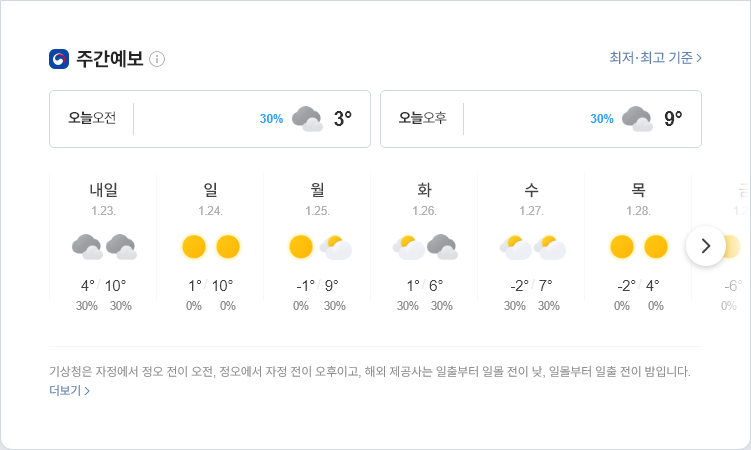 주간예보
최저·최고 기준
오늘오전 30% 3°
오늘오후 30% 9°
내일 일 월 화 수 목
1.23. 1.24. 1.25. 1.26. 1.27. 1.28.
4°/10° 1°/10° -1°/9° 1°/6° -2°/7° -2°/4° -6°
30% 30% 0% 0% 0% 30% 30% 30% 30% 30% 0% 0% 0%
기상청은 자정에서 정오 전이 오전, 정오에서 자정 전이 오후이고, 해외 제공사는 일출부터 일몰 전이 낮, 일몰부터 일출 전이 밤입니다.
더보기